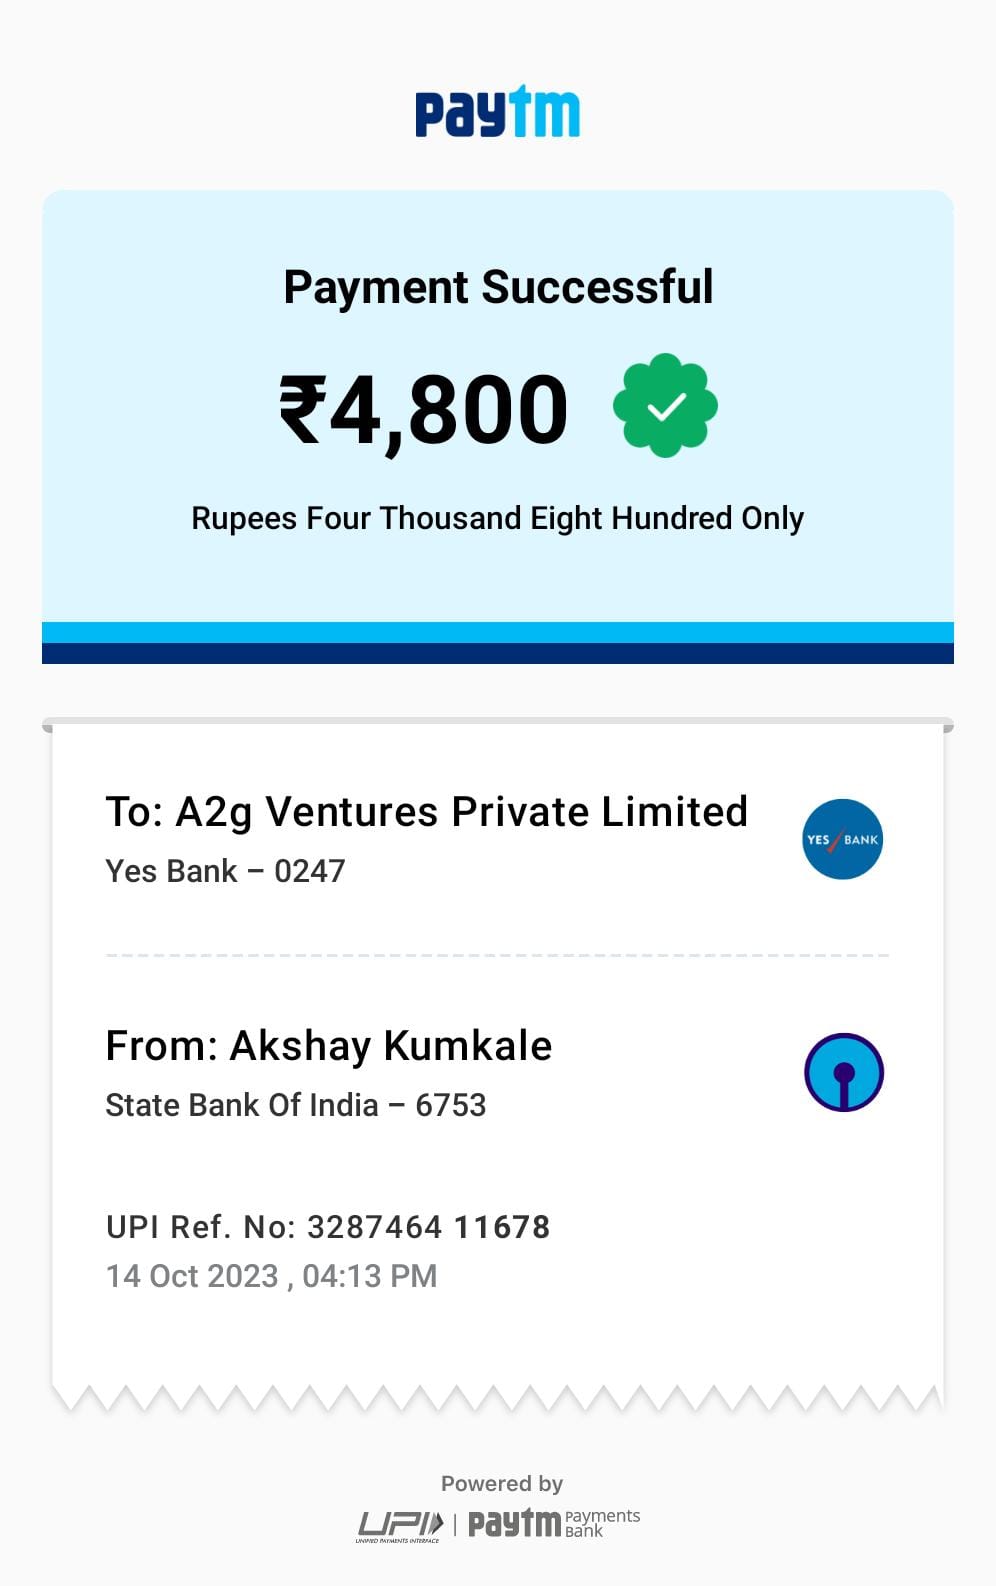 paytm
Payment Successful
₹4,800
Rupees Four Thousand Eight Hundred Only
To: A2g Ventures Private Limited
Yes Bank – 0247
YES BANK
From: Akshay Kumkale
State Bank Of India – 6753
UPI Ref. No: 3287464 11678
14 Oct 2023 , 04:13 PM
Powered by
UPI | paytm Payments Bank
UNIFIED PAYMENTS INTERFACE